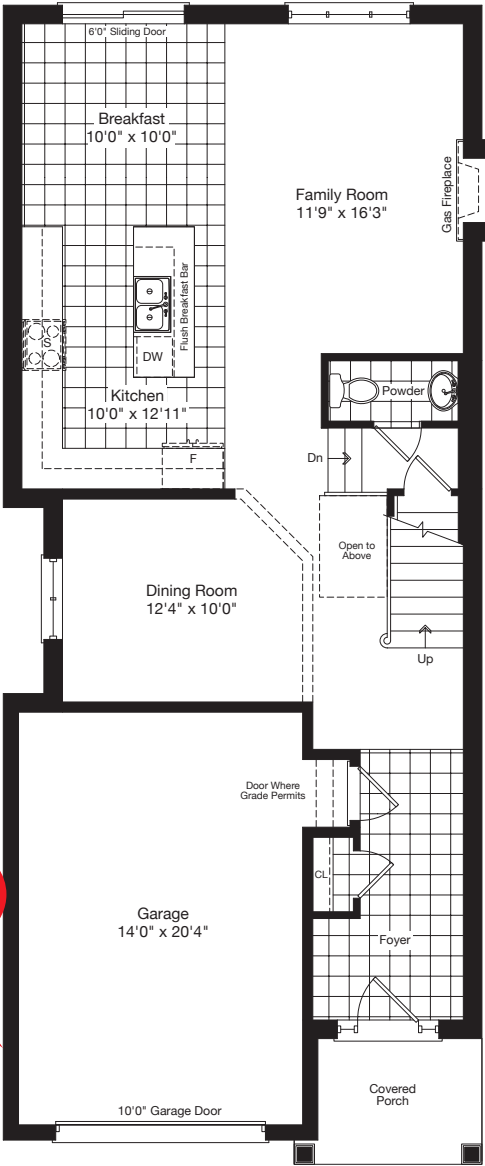 6'0" Sliding Door
Breakfast
10'0" x 10'0"
Family Room
11'9" x 16'3"
Gas Fireplace
Flush Breakfast Bar
S
DW
Kitchen
10'0" x 12'11"
F
Powder
Dn
Open to
Above
Up
Dining Room
12'4" x 10'0"
Door Where
Grade Permits
CL
Garage
14'0" x 20'4"
Foyer
Covered
Porch
10'0" Garage Door